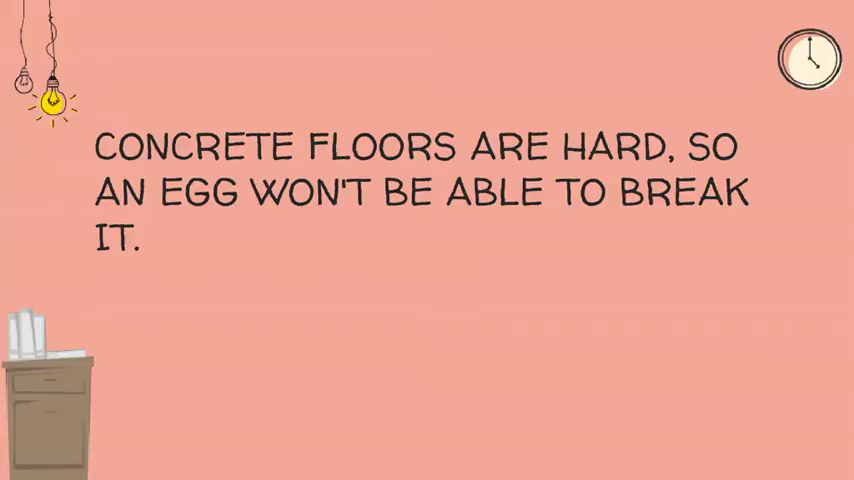 CONCRETE FLOORS ARE HARD, SO
AN EGG WON'T BE ABLE TO BREAK
IT.